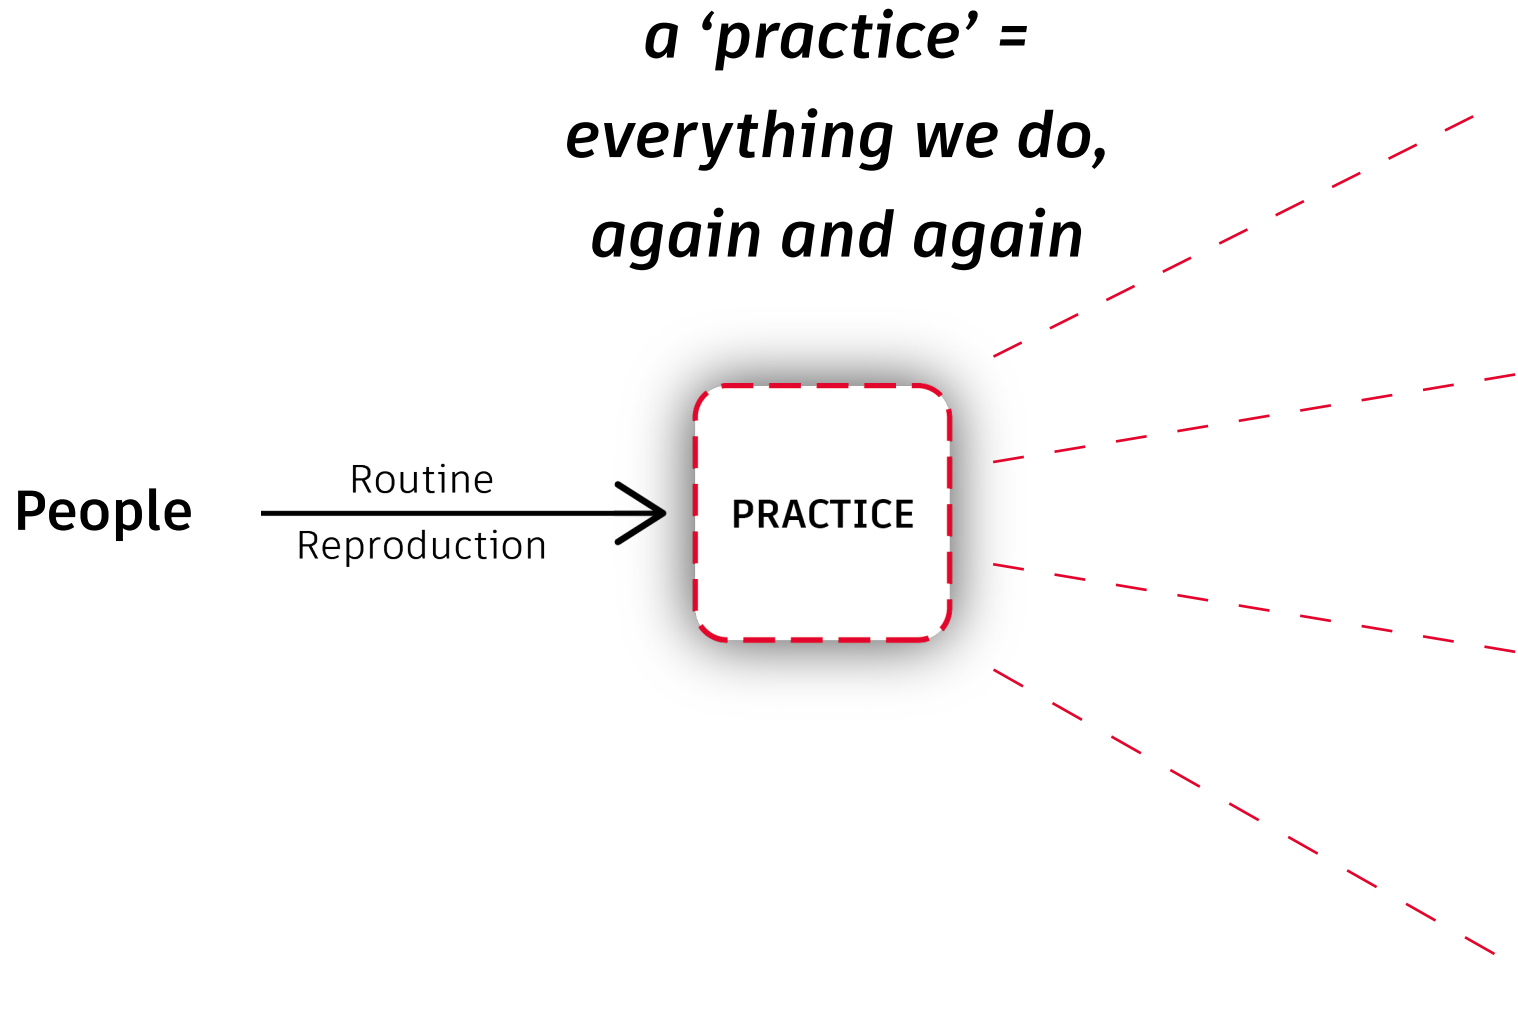 a ‘practice’ =
everything we do,
again and again
Routine
People
Reproduction
PRACTICE